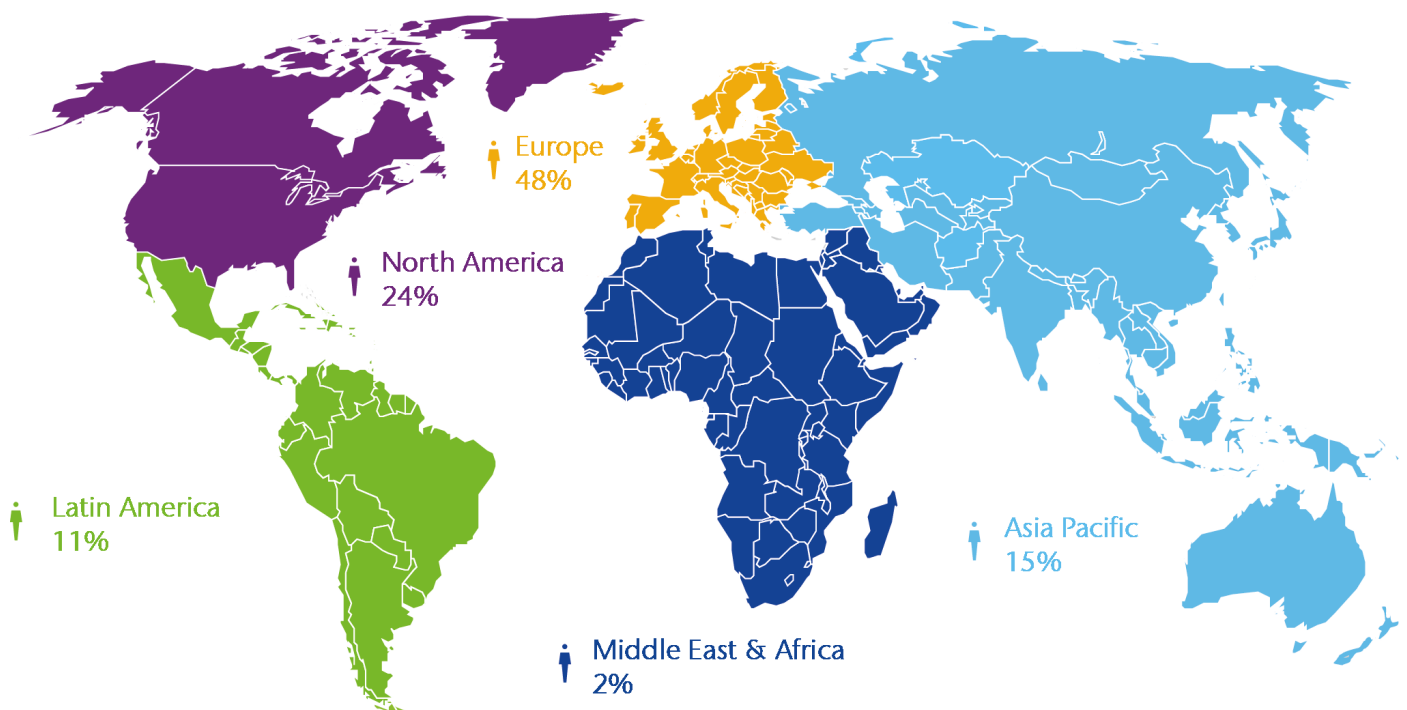 Europe
48%
North America
24%
Latin America
11%
Asia Pacific
15%
Middle East & Africa
2%